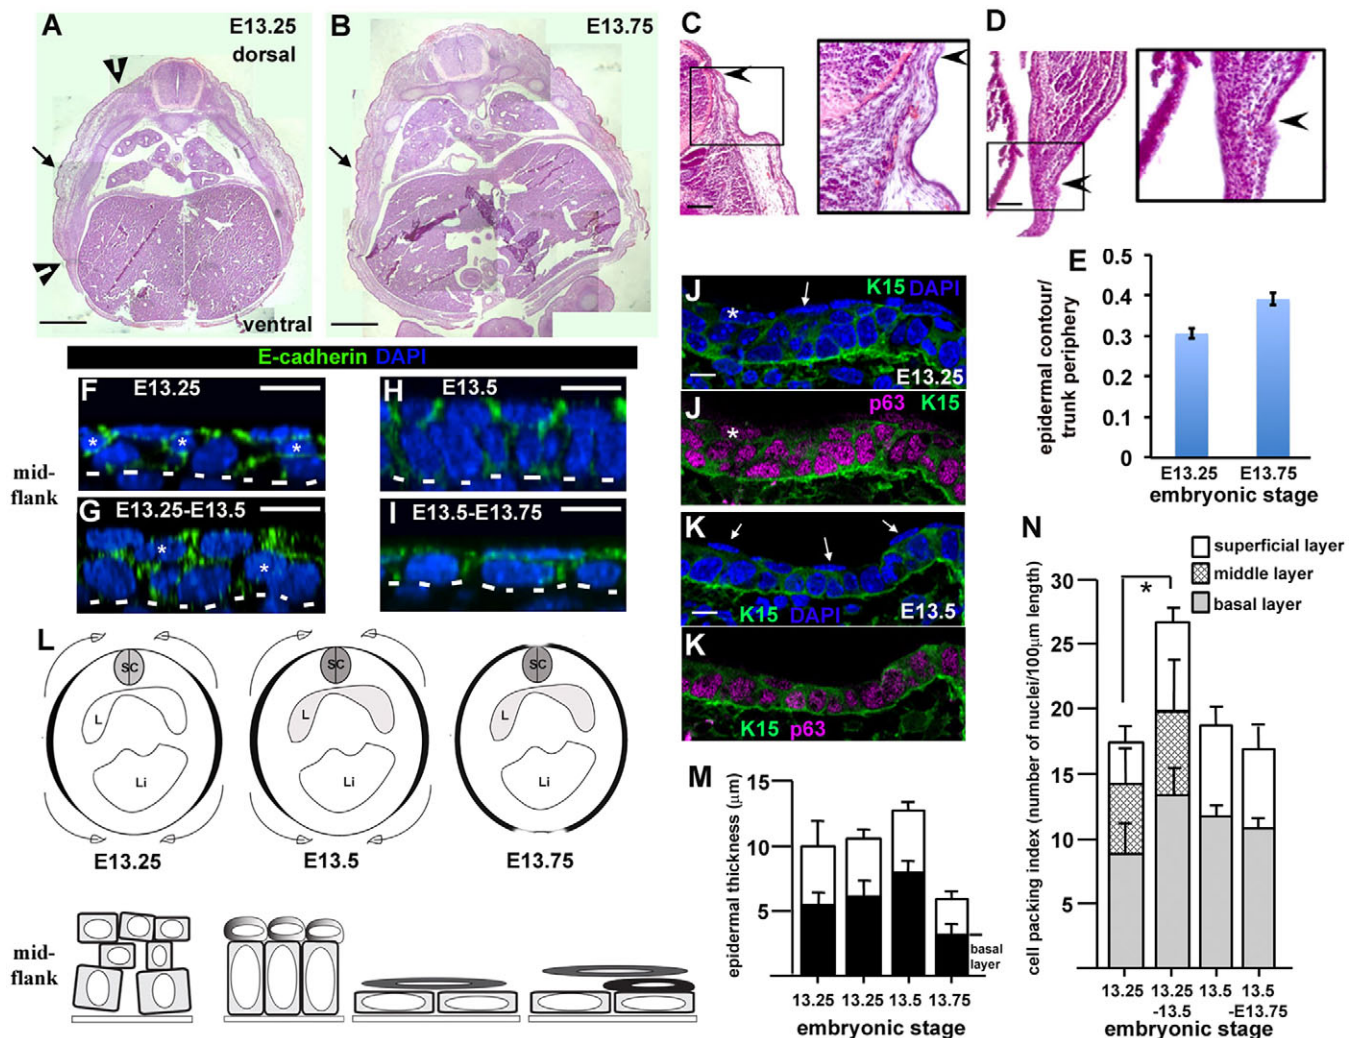 A
E13.25
dorsal
ventral
B
E13.75
C
D
E
0.5
0.4
0.3
0.2
0.1
0
epidermal contour/
trunk periphery
E13.25
E13.75
embryonic stage
E-cadherin DAPI
mid-
flank
F
E13.25
*
*
*
G
E13.25-E13.5
*
*
H
E13.5
I
E13.5-E13.75
J
K15 DAPI
*
E13.25
J
p63 K15
*
K
K15 DAPI
E13.5
K
K15 p63
L
SC
L
Li
E13.25
SC
L
Li
E13.5
SC
L
Li
E13.75
mid-
flank
M
epidermal thickness (μm)
15
10
5
basal
layer
13.25
13.25
13.5
13.75
embryonic stage
N
superficial layer
middle layer
basal layer
cell packing index (number of nuclei/100μm length)
30
25
20
15
10
5
*
13.25
13.25
-13.5
13.5
13.5
-E13.75
embryonic stage